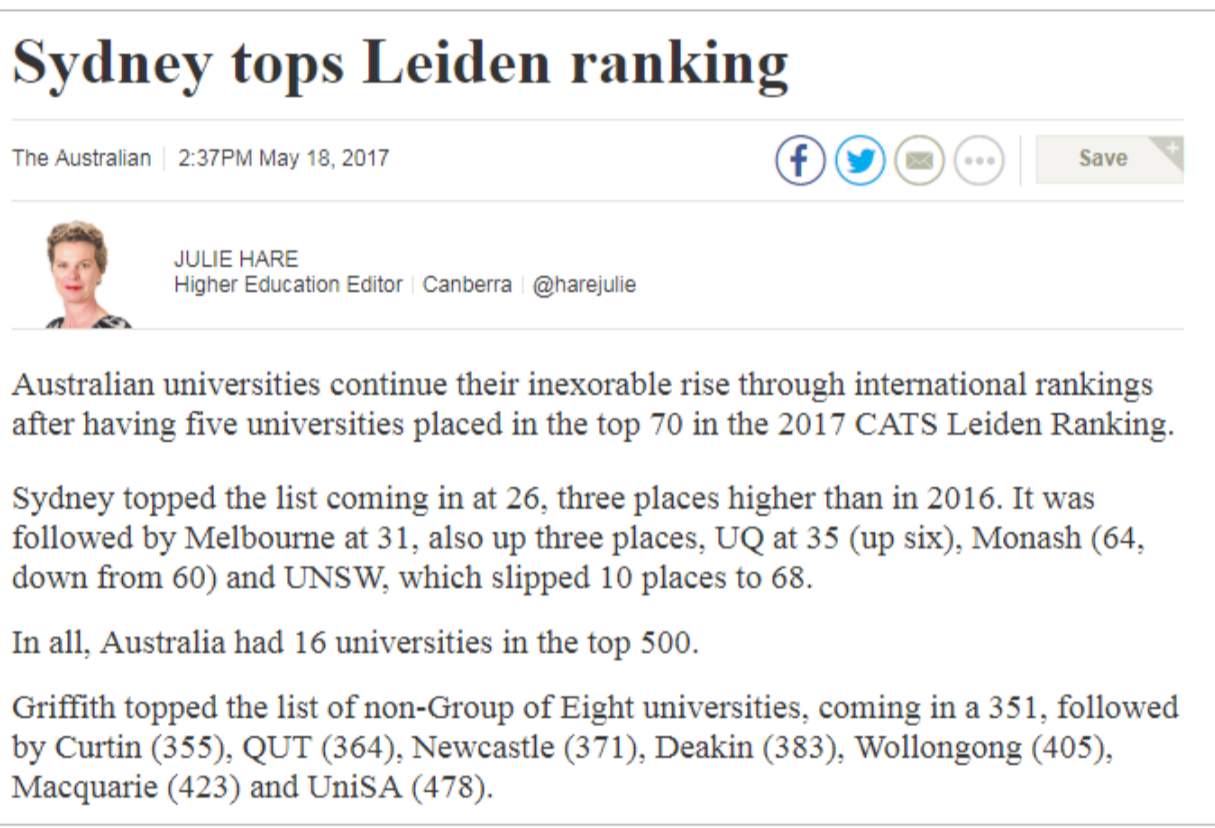 Sydney tops Leiden ranking
The Australian 2:37PM May 18, 2017
Save
JULIE HARE
Higher Education Editor Canberra @harejulie
Australian universities continue their inexorable rise through international rankings
after having five universities placed in the top 70 in the 2017 CATS Leiden Ranking.
Sydney topped the list coming in at 26, three places higher than in 2016. It was
followed by Melbourne at 31, also up three places, UQ at 35 (up six), Monash (64,
down from 60) and UNSW, which slipped 10 places to 68.
In all, Australia had 16 universities in the top 500.
Griffith topped the list of non-Group of Eight universities, coming in a 351, followed
by Curtin (355), QUT (364), Newcastle (371), Deakin (383), Wollongong (405),
Macquarie (423) and UniSA (478).